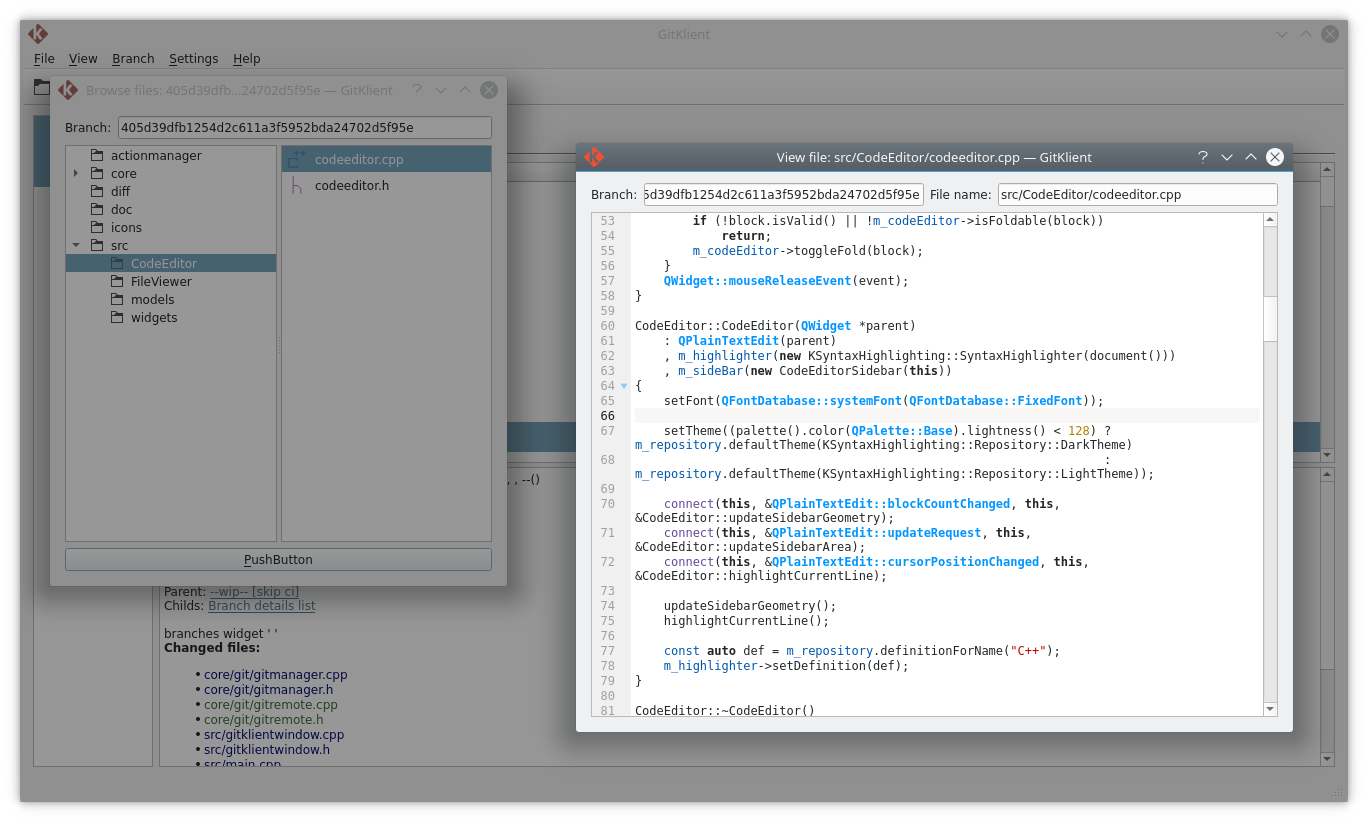 GitKlient
File View Branch Settings Help
Browse files: 405d39dfb...24702d5f95e — GitKlient
Branch: 405d39dfb1254d2c611a3f5952bda24702d5f95e
actionmanager
core
diff
doc
icons
src
CodeEditor
FileViewer
models
widgets
codeeditor.cpp
codeeditor.h
PushButton
, , --()
Parent: --wip-- [skip ci]
Childs: Branch details list
branches widget ' '
Changed files:
• core/git/gitmanager.cpp
• core/git/gitmanager.h
• core/git/gitremote.cpp
• core/git/gitremote.h
• src/gitklientwindow.cpp
• src/gitklientwindow.h
• src/main.cpp
View file: src/CodeEditor/codeeditor.cpp — GitKlient
Branch: 5d39dfb1254d2c611a3f5952bda24702d5f95e File name: src/CodeEditor/codeeditor.cpp
53         if (!block.isValid() || !m_codeEditor->isFoldable(block))
54             return;
55         m_codeEditor->toggleFold(block);
56     }
57     QWidget::mouseReleaseEvent(event);
58 }
59
60 CodeEditor::CodeEditor(QWidget *parent)
61     : QPlainTextEdit(parent)
62     , m_highlighter(new KSyntaxHighlighting::SyntaxHighlighter(document()))
63     , m_sideBar(new CodeEditorSidebar(this))
64 {
65     setFont(QFontDatabase::systemFont(QFontDatabase::FixedFont));
66
67     setTheme((palette().color(QPalette::Base).lightness() < 128) ?
m_repository.defaultTheme(KSyntaxHighlighting::Repository::DarkTheme)
68                                                                  :
m_repository.defaultTheme(KSyntaxHighlighting::Repository::LightTheme));
69
70     connect(this, &QPlainTextEdit::blockCountChanged, this,
&CodeEditor::updateSidebarGeometry);
71     connect(this, &QPlainTextEdit::updateRequest, this,
&CodeEditor::updateSidebarArea);
72     connect(this, &QPlainTextEdit::cursorPositionChanged, this,
&CodeEditor::highlightCurrentLine);
73
74     updateSidebarGeometry();
75     highlightCurrentLine();
76
77     const auto def = m_repository.definitionForName("C++");
78     m_highlighter->setDefinition(def);
79 }
80
81 CodeEditor::~CodeEditor()